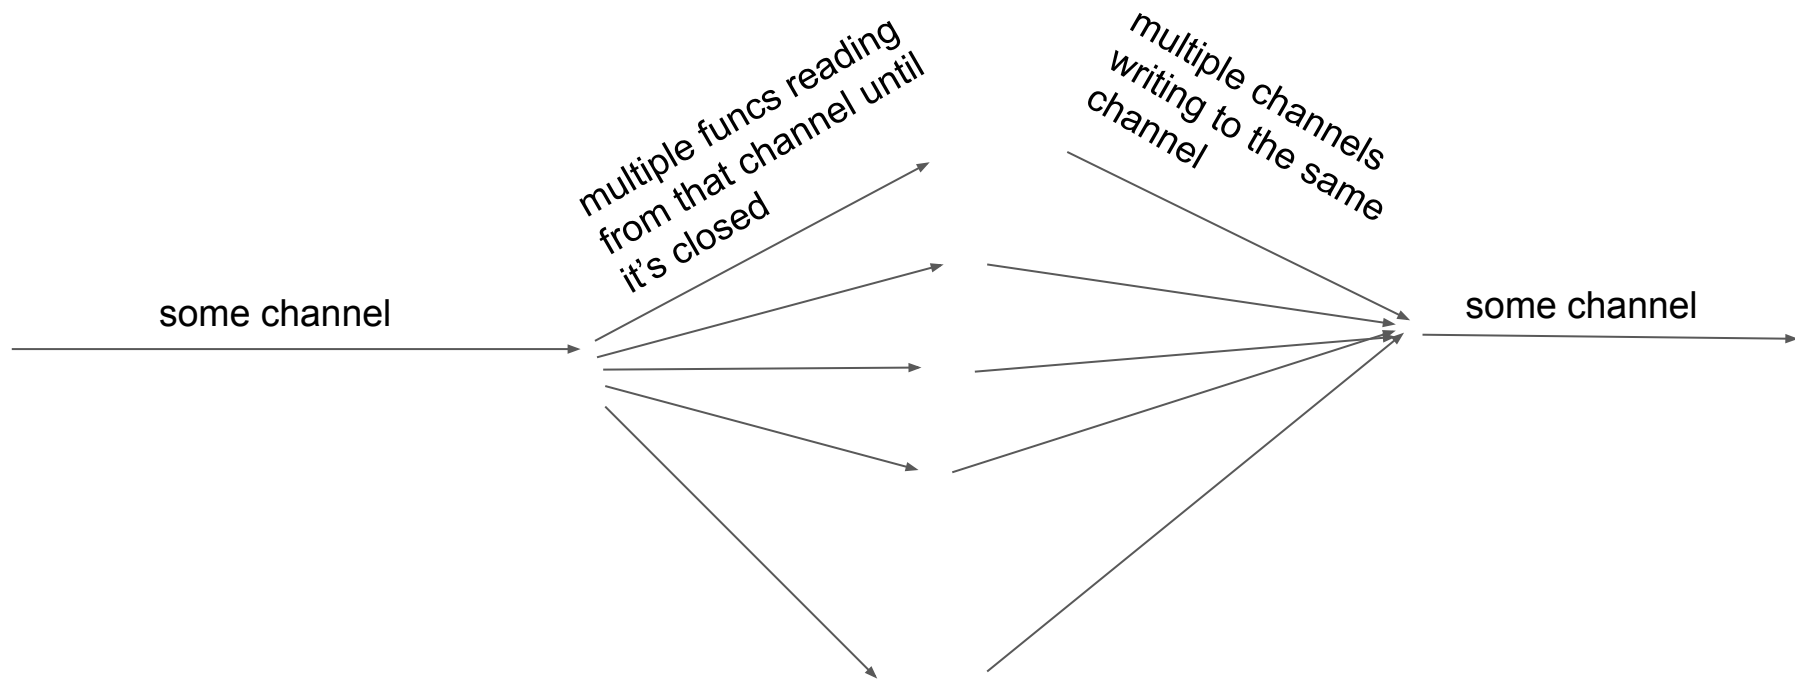 some channel
multiple funcs reading
from that channel until
it's closed
multiple channels
writing to the same
channel
some channel